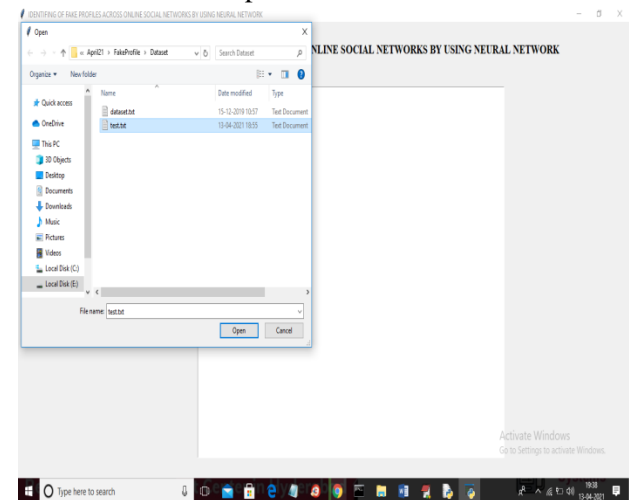 IDENTIFING OF FAKE PROFILES ACROSS ONLINE SOCIAL NETWORKS BY USING NEURAL NETWORK
Open
April21 > FakeProfile > Dataset
Search Dataset
NLINE SOCIAL NETWORKS BY USING NEURAL NETWORK
Organize
New folder
Name
Date modified
Type
Quick access
dataset.txt
15-12-2019 10:57
Text Document
OneDrive
test.txt
13-04-2021 18:55
Text Document
This PC
3D Objects
Desktop
Documents
Downloads
Music
Pictures
Videos
Local Disk (C:)
Local Disk (E:)
File name:
test.txt
Open
Cancel
Activate Windows
Go to Settings to activate Windows.
Type here to search
19:38
13-04-2021